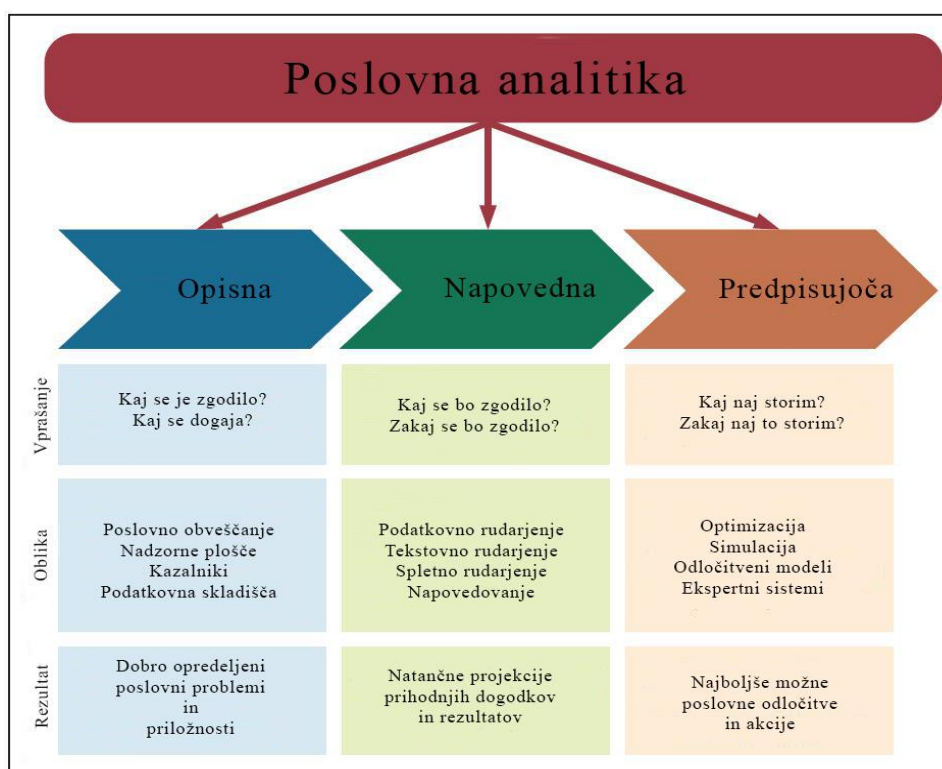 Poslovna analitika
Opisna
Napovedna
Predpisujoča
Vprašanje
Kaj se je zgodilo?
Kaj se dogaja?
Kaj se bo zgodilo?
Zakaj se bo zgodilo?
Kaj naj storim?
Zakaj naj to storim?
Oblika
Poslovno obveščanje
Nadzorne plošče
Kazalniki
Podatkovna skladišča
Podatkovno rudarjenje
Tekstovno rudarjenje
Spletno rudarjenje
Napovedovanje
Optimizacija
Simulacija
Odločitveni modeli
Ekspertni sistemi
Rezultat
Dobro opredeljeni
poslovni problemi
in
priložnosti
Natančne projekcije
prihodnjih dogodkov
in rezultatov
Najboljše možne
poslovne odločitve
in akcije